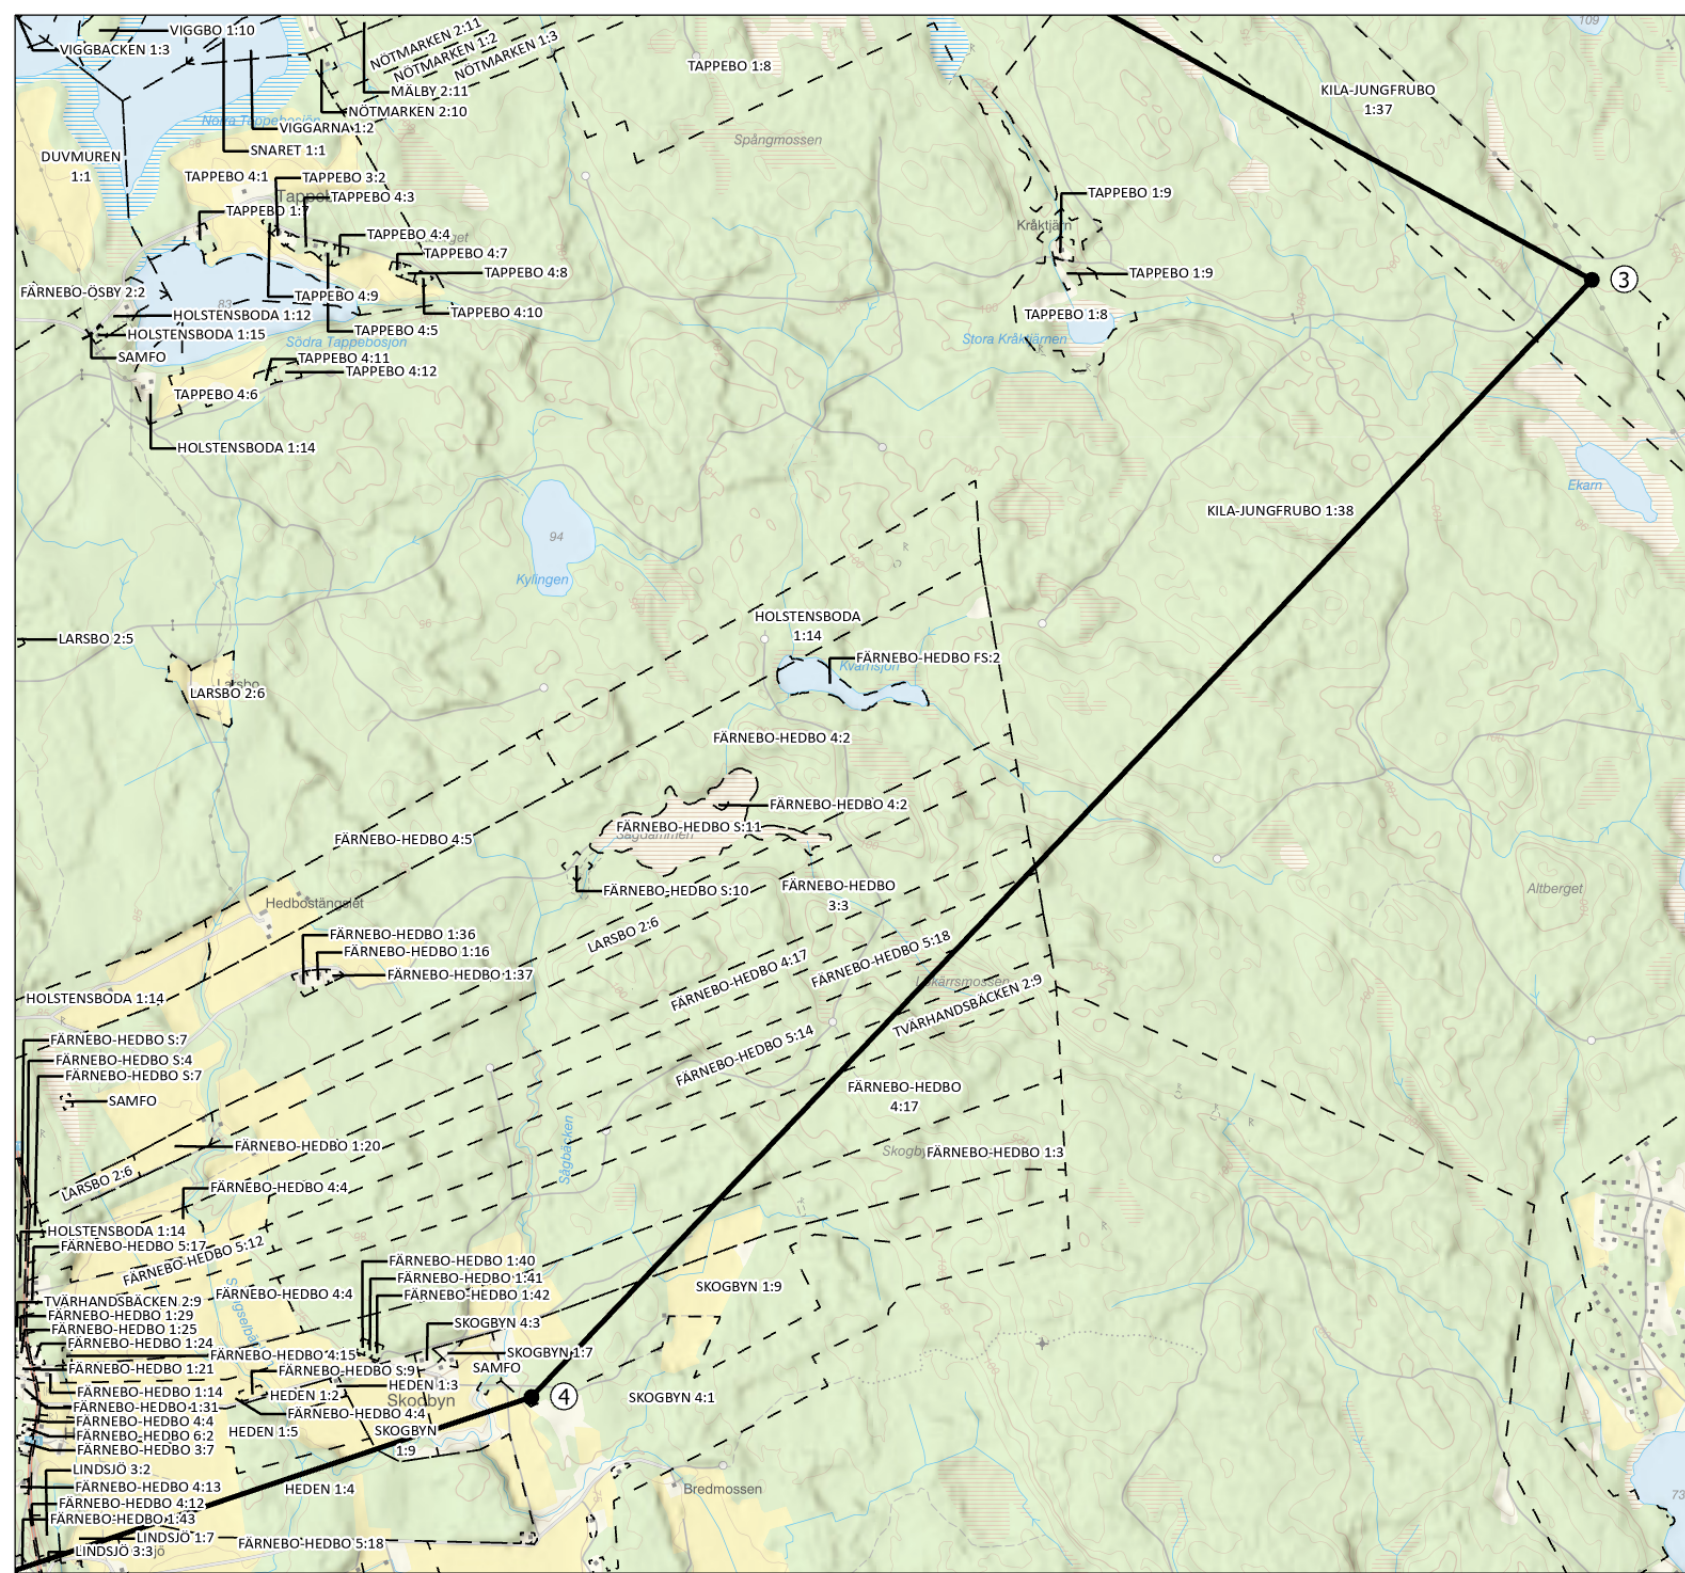 VIGGBO 1:10
VIGGBACKEN 1:3
NÖTMARKEN 2:11
NÖTMARKEN 1:2
NÖTMARKEN 1:3
TAPPEBO 1:8
109
KILA-JUNGFRUBO
1:37
MÄLBY 2:11
NÖTMARKEN 2:10
Norra Tappebosjön
VIGGARNA 1:2
SNARET 1:1
Spångmossen
DUVMUREN
1:1
TAPPEBO 4:1
TAPPEBO 3:2
TAPPEBO 4:3
TAPPEBO 1:7
TAPPEBO 1:9
Kråktjärn
TAPPEBO 4:4
TAPPEBO 4:7
TAPPEBO 4:8
TAPPEBO 1:9
3
FÄRNEBO-ÖSBY 2:2
83
TAPPEBO 4:9
HOLSTENSBODA 1:12
TAPPEBO 4:10
TAPPEBO 1:8
HOLSTENSBODA 1:15
TAPPEBO 4:5
Södra Tappebosjön
Stora Kråktjärnen
SAMFO
TAPPEBO 4:11
TAPPEBO 4:12
TAPPEBO 4:6
HOLSTENSBODA 1:14
Ekarn
KILA-JUNGFRUBO 1:38
94
Kylingen
HOLSTENSBODA
1:14
LARSBO 2:5
FÄRNEBO-HEDBO FS:2
Kvarnsjön
Larsbo
LARSBO 2:6
FÄRNEBO-HEDBO 4:2
FÄRNEBO-HEDBO 4:2
FÄRNEBO-HEDBO S:11
Sågdammen
FÄRNEBO-HEDBO 4:5
FÄRNEBO-HEDBO S:10
FÄRNEBO-HEDBO
3:3
Altberget
Hedbostängslet
FÄRNEBO-HEDBO 1:36
FÄRNEBO-HEDBO 1:16
FÄRNEBO-HEDBO 1:37
LARSBO 2:6
FÄRNEBO-HEDBO 4:17
FÄRNEBO-HEDBO 5:18
TVÄRHANDSBÄCKEN 2:9
HOLSTENSBODA 1:14
FÄRNEBO-HEDBO S:7
FÄRNEBO-HEDBO S:4
FÄRNEBO-HEDBO S:7
FÄRNEBO-HEDBO 5:14
FÄRNEBO-HEDBO
4:17
SAMFO
FÄRNEBO-HEDBO 1:20
Sågbäcken
FÄRNEBO-HEDBO 1:3
LARSBO 2:6
FÄRNEBO-HEDBO 4:4
HOLSTENSBODA 1:14
FÄRNEBO-HEDBO 5:17
FÄRNEBO-HEDBO 5:12
FÄRNEBO-HEDBO 1:40
FÄRNEBO-HEDBO 1:41
FÄRNEBO-HEDBO 1:42
SKOGBYN 1:9
FÄRNEBO-HEDBO 4:4
TVÄRHANDSBÄCKEN 2:9
FÄRNEBO-HEDBO 1:29
FÄRNEBO-HEDBO 1:25
SKOGBYN 4:3
FÄRNEBO-HEDBO 1:24
FÄRNEBO-HEDBO 4:15
SKOGBYN 1:7
FÄRNEBO-HEDBO 1:21
FÄRNEBO-HEDBO S:9
SAMFO
HEDEN 1:3
FÄRNEBO-HEDBO 1:14
HEDEN 1:2
Skogbyn
4
SKOGBYN 4:1
FÄRNEBO-HEDBO 1:31
FÄRNEBO-HEDBO 4:4
FÄRNEBO-HEDBO 4:4
HEDEN 1:5
SKOGBYN
1:9
FÄRNEBO-HEDBO 6:2
FÄRNEBO-HEDBO 3:7
LINDSJÖ 3:2
FÄRNEBO-HEDBO 4:13
HEDEN 1:4
Bredmossen
73
FÄRNEBO-HEDBO 4:12
FÄRNEBO-HEDBO 1:43
LINDSJÖ 1:7
FÄRNEBO-HEDBO 5:18
LINDSJÖ 3:3